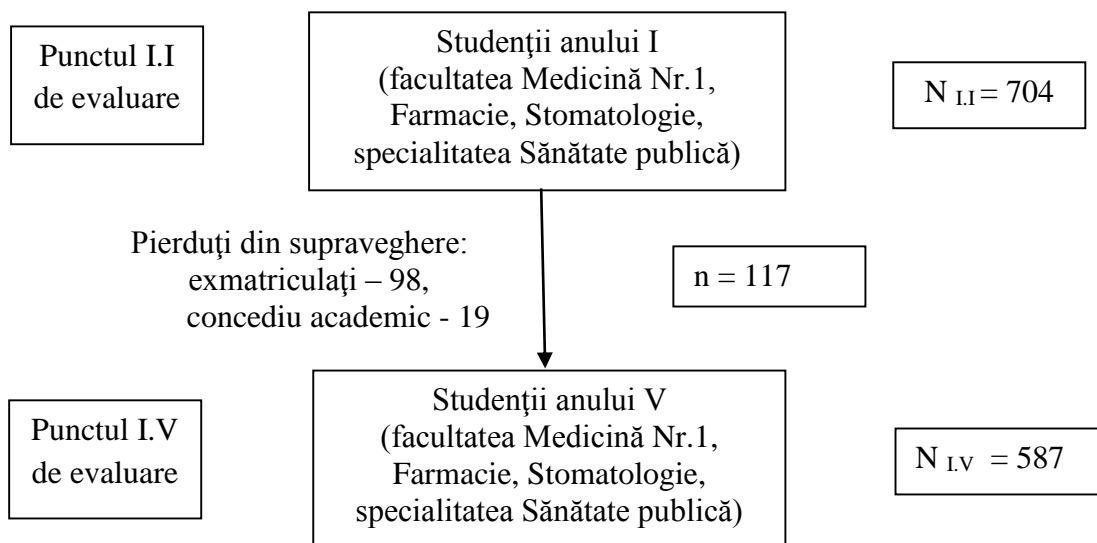 Punctul I.I
de evaluare
Studenţii anului I
(facultatea Medicină Nr.1,
Farmacie, Stomatologie,
specialitatea Sănătate publică)
N I.I = 704
Pierduţi din supraveghere:
exmatriculaţi – 98,
concediu academic - 19
n = 117
Punctul I.V
de evaluare
Studenţii anului V
(facultatea Medicină Nr.1,
Farmacie, Stomatologie,
specialitatea Sănătate publică)
N I.V = 587